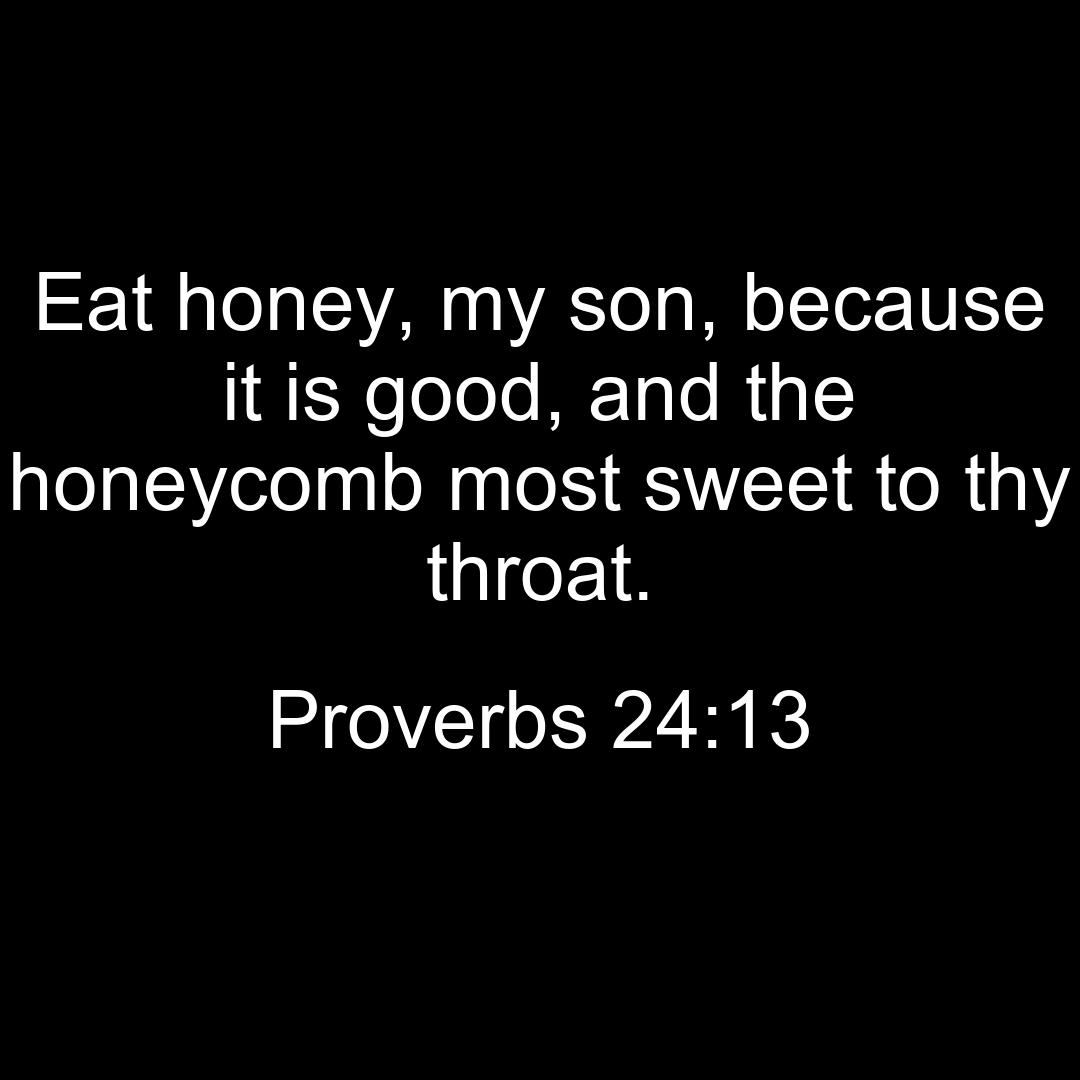 Eat honey, my son, because
it is good, and the
honeycomb most sweet to thy
throat.
Proverbs 24:13